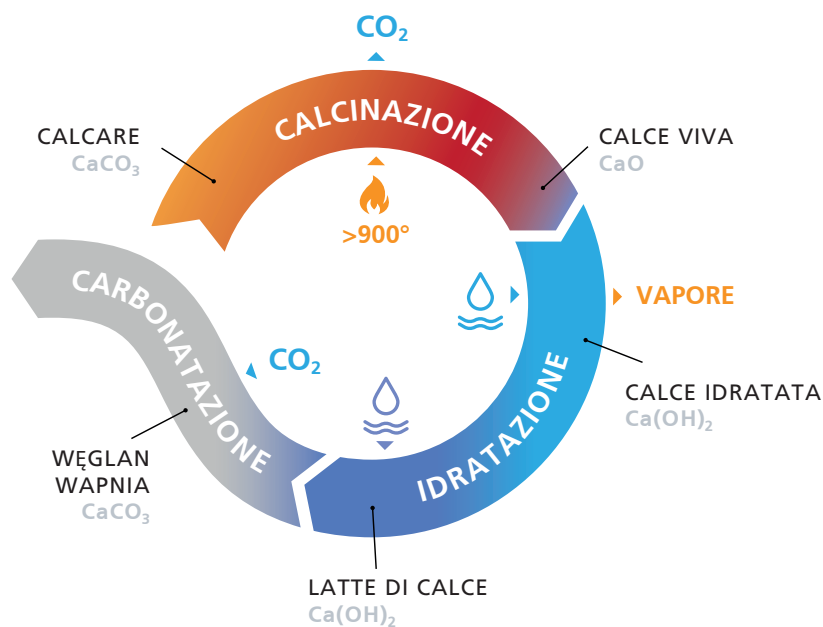 CO₂
CALCINAZIONE
CALCARE
CaCO₃
CALCE VIVA
CaO
>900°
VAPORE
CARBONATAZIONE
CO₂
IDRATAZIONE
CALCE IDRATATA
Ca(OH)₂
WĘGLAN
WAPNIA
CaCO₃
LATTE DI CALCE
Ca(OH)₂